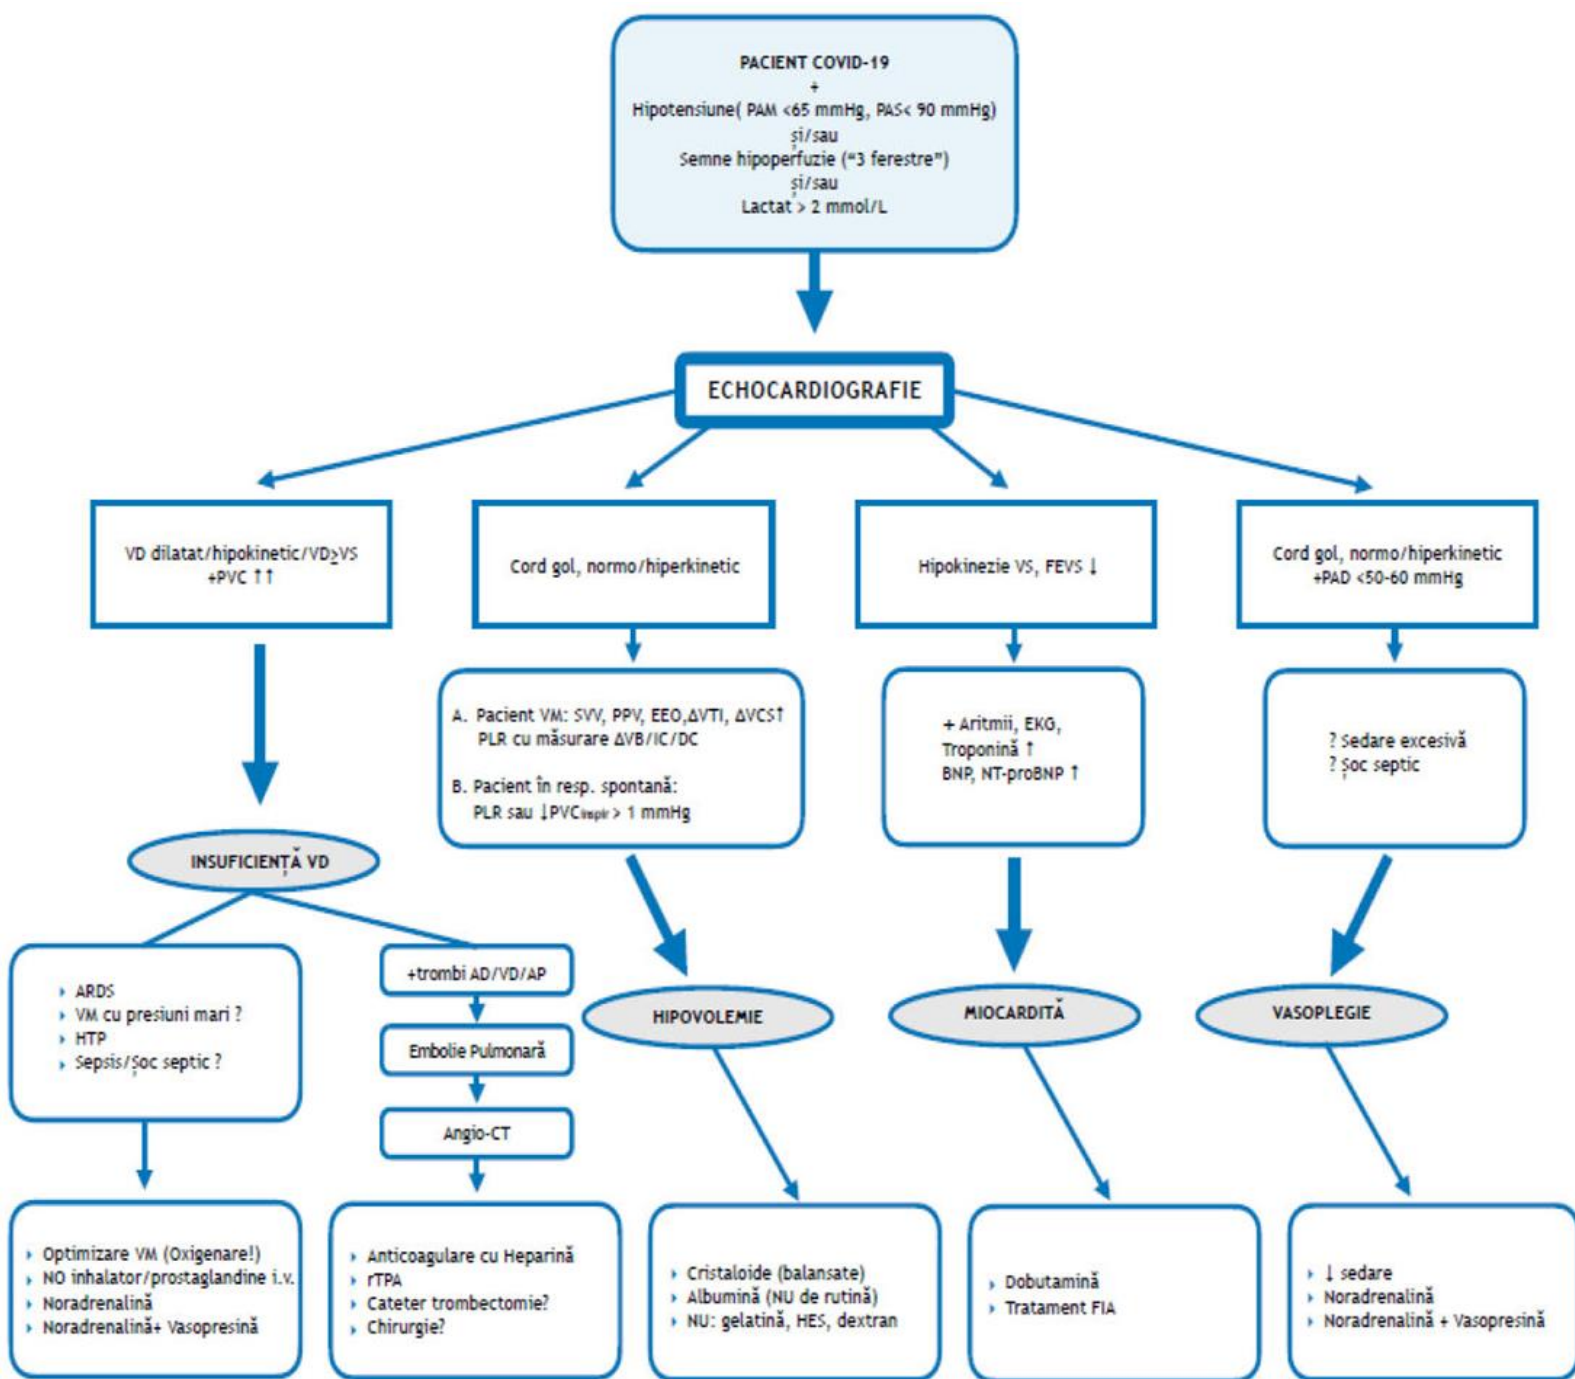 PACIENT COVID-19
+
Hipotensiune( PAM <65 mmHg, PAS< 90 mmHg)
și/sau
Semne hipoperfuzie (“3 ferestre”)
și/sau
Lactat > 2 mmol/L
ECHOCARDIOGRAFIE
VD dilatat/hipokinetic/VD≥VS
+PVC ↑↑
Cord gol, normo/hiperkinetic
Hipokinezie VS, FEVS ↓
Cord gol, normo/hiperkinetic
+PAD <50-60 mmHg
A. Pacient VM: SVV, PPV, EEO,ΔVTI, ΔVCS↑
PLR cu măsurare ΔVB/IC/DC
B. Pacient în resp. spontană:
PLR sau ↓PVCinspir > 1 mmHg
+ Aritmii, EKG,
Troponină ↑
BNP, NT-proBNP ↑
? Sedare excesivă
? Șoc septic
INSUFICIENȚĂ VD
ARDS
VM cu presiuni mari ?
HTP
Sepsis/Șoc septic ?
+trombi AD/VD/AP
Embolie Pulmonară
Angio-CT
HIPOVOLEMIE
MIOCARDITĂ
VASOPLEGIE
Optimizare VM (Oxigenare!)
NO inhalator/prostaglandine i.v.
Noradrenalină
Noradrenalină+ Vasopresină
Anticoagulare cu Heparină
rTPA
Cateter trombectomie?
Chirurgie?
Cristaloide (balansate)
Albumină (NU de rutină)
NU: gelatină, HES, dextran
Dobutamină
Tratament FIA
↓ sedare
Noradrenalină
Noradrenalină + Vasopresină